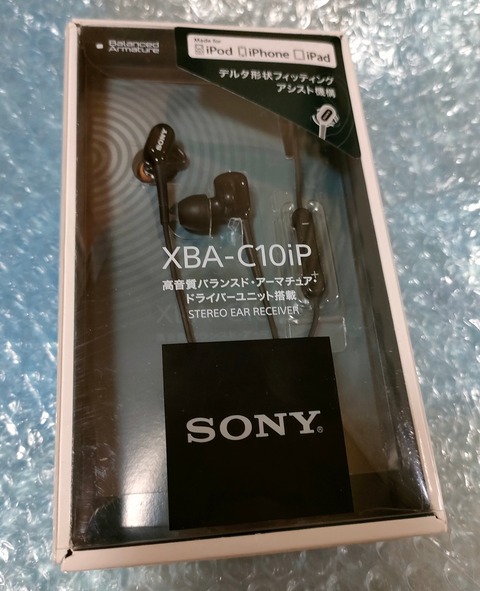 Balanced
Armature
Made for
iPod iPhone iPad
デルタ形状フィッティング
アシスト機構
SONY
XBA-C10iP
高音質バランスド・アーマチュア・
ドライバーユニット搭載
STEREO EAR RECEIVER
SONY®